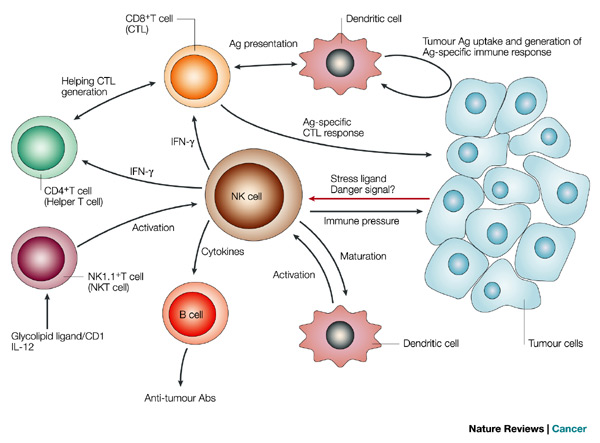 CD8+T cell
(CTL)
Dendritic cell
Ag presentation
Tumour Ag uptake and generation of
Ag-specific immune response
Helping CTL
generation
IFN-γ
Ag-specific
CTL response
CD4+T cell
(Helper T cell)
IFN-γ
NK cell
Stress ligand
Danger signal?
Immune pressure
Activation
Cytokines
Maturation
Activation
NK1.1+T cell
(NKT cell)
B cell
Glycolipid ligand/CD1
IL-12
Dendritic cell
Tumour cells
Anti-tumour Abs
Nature Reviews | Cancer